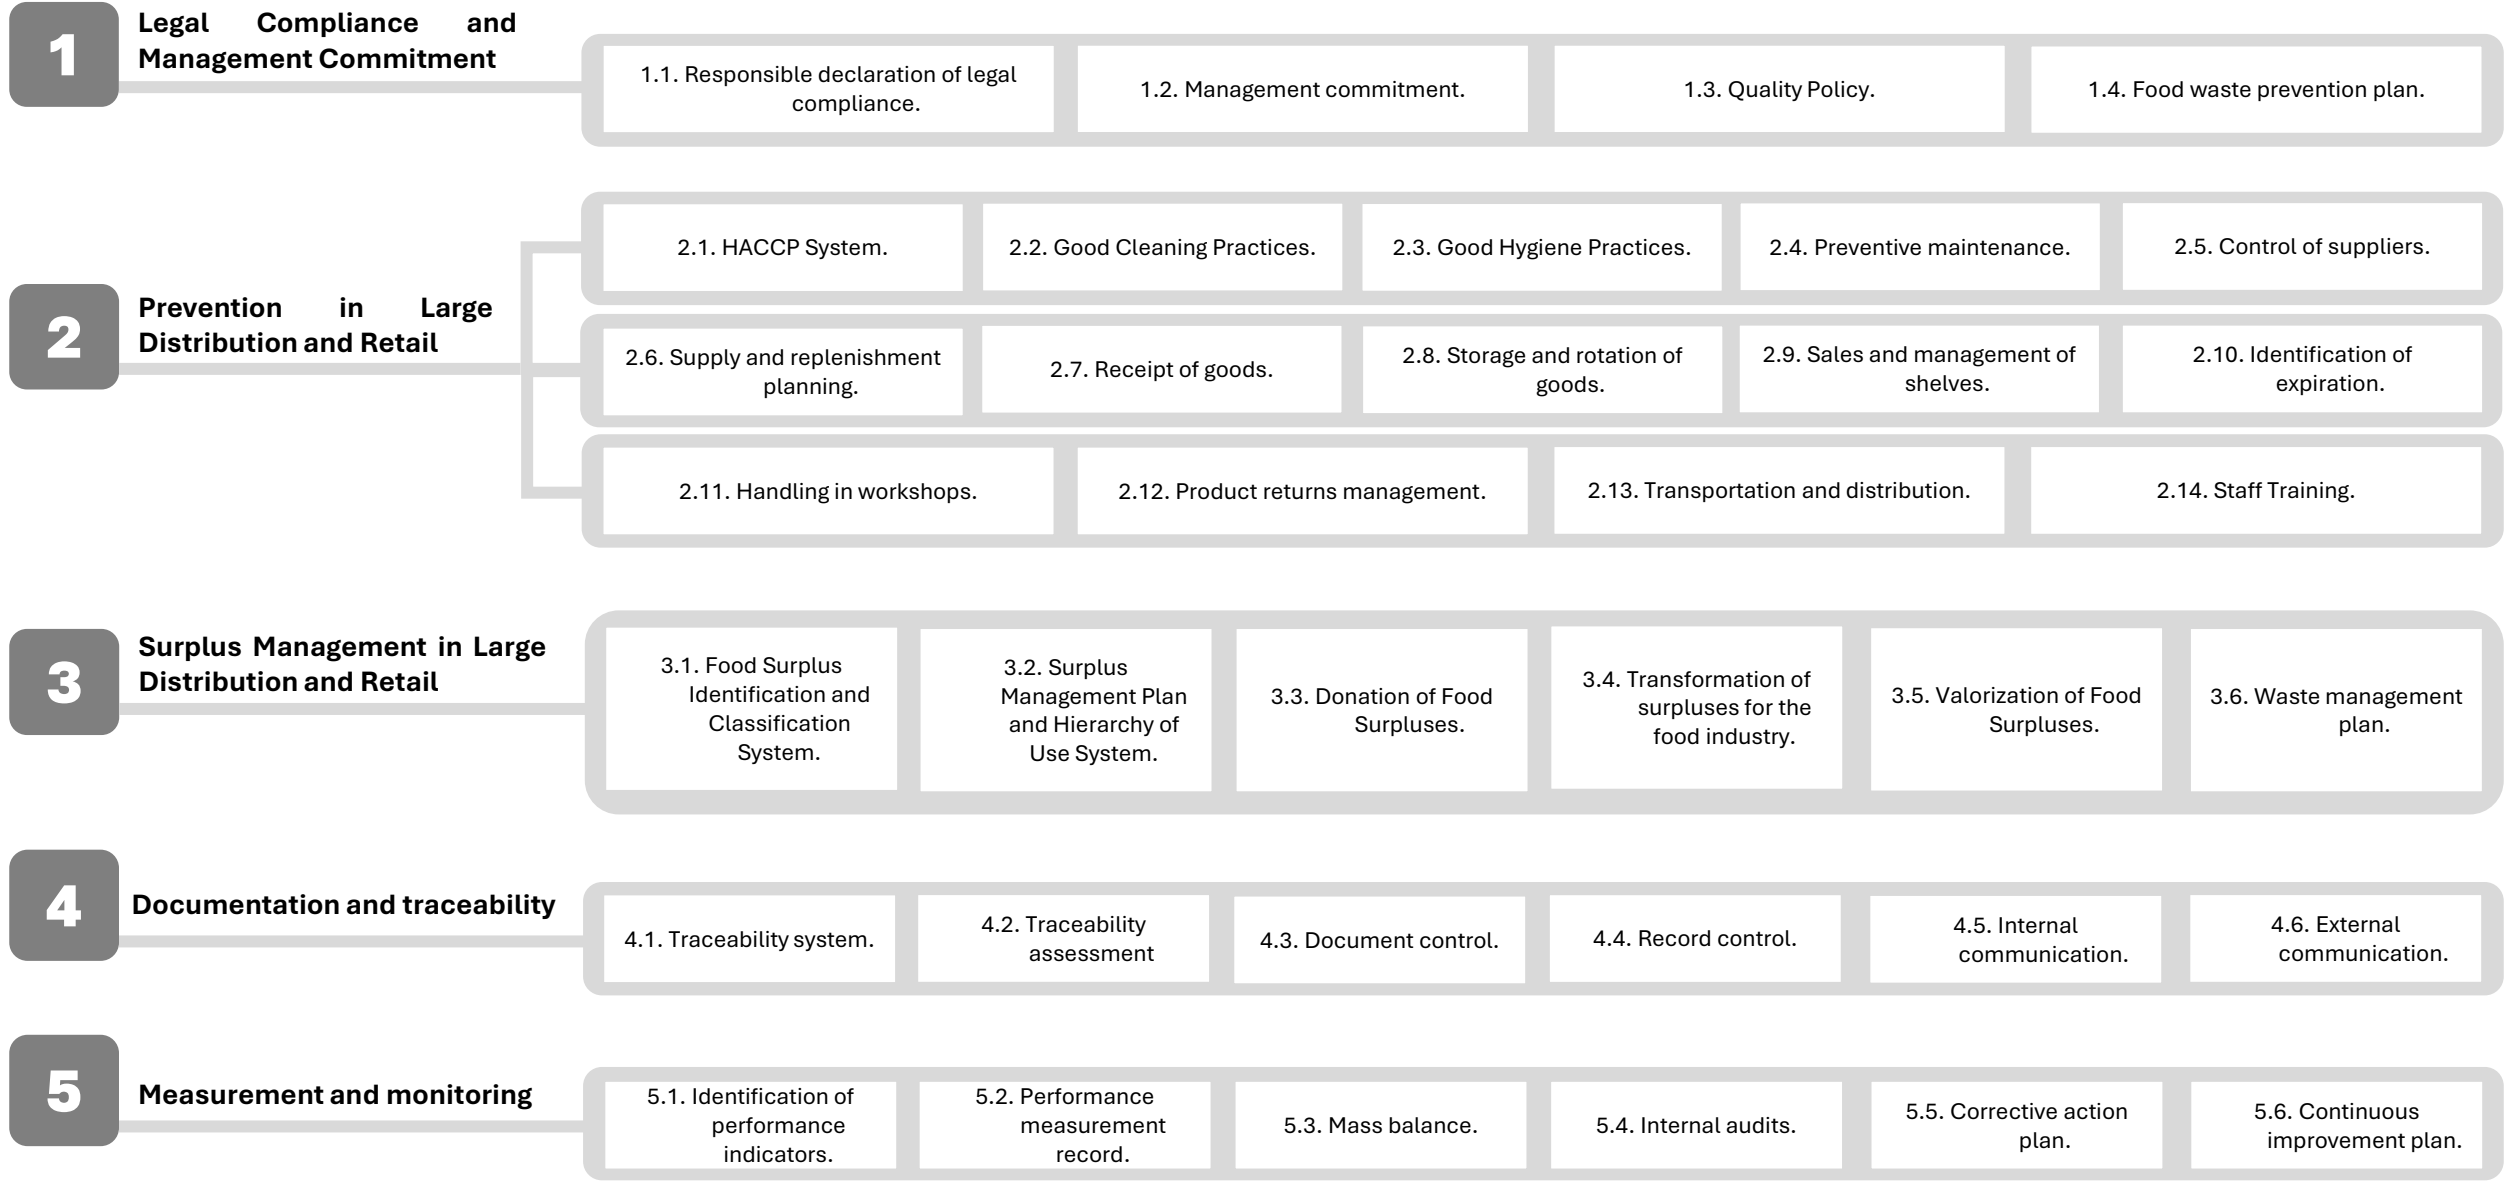 1
Legal Compliance and
Management Commitment
1.1. Responsible declaration of legal
compliance.
1.2. Management commitment.
1.3. Quality Policy.
1.4. Food waste prevention plan.
2
Prevention in Large
Distribution and Retail
2.1. HACCP System.
2.2. Good Cleaning Practices.
2.3. Good Hygiene Practices.
2.4. Preventive maintenance.
2.5. Control of suppliers.
2.6. Supply and replenishment
planning.
2.7. Receipt of goods.
2.8. Storage and rotation of
goods.
2.9. Sales and management of
shelves.
2.10. Identification of
expiration.
2.11. Handling in workshops.
2.12. Product returns management.
2.13. Transportation and distribution.
2.14. Staff Training.
3
Surplus Management in Large
Distribution and Retail
3.1. Food Surplus
Identification and
Classification
System.
3.2. Surplus
Management Plan
and Hierarchy of
Use System.
3.3. Donation of Food
Surpluses.
3.4. Transformation of
surpluses for the
food industry.
3.5. Valorization of Food
Surpluses.
3.6. Waste management
plan.
4
Documentation and traceability
4.1. Traceability system.
4.2. Traceability
assessment
4.3. Document control.
4.4. Record control.
4.5. Internal
communication.
4.6. External
communication.
5
Measurement and monitoring
5.1. Identification of
performance
indicators.
5.2. Performance
measurement
record.
5.3. Mass balance.
5.4. Internal audits.
5.5. Corrective action
plan.
5.6. Continuous
improvement plan.